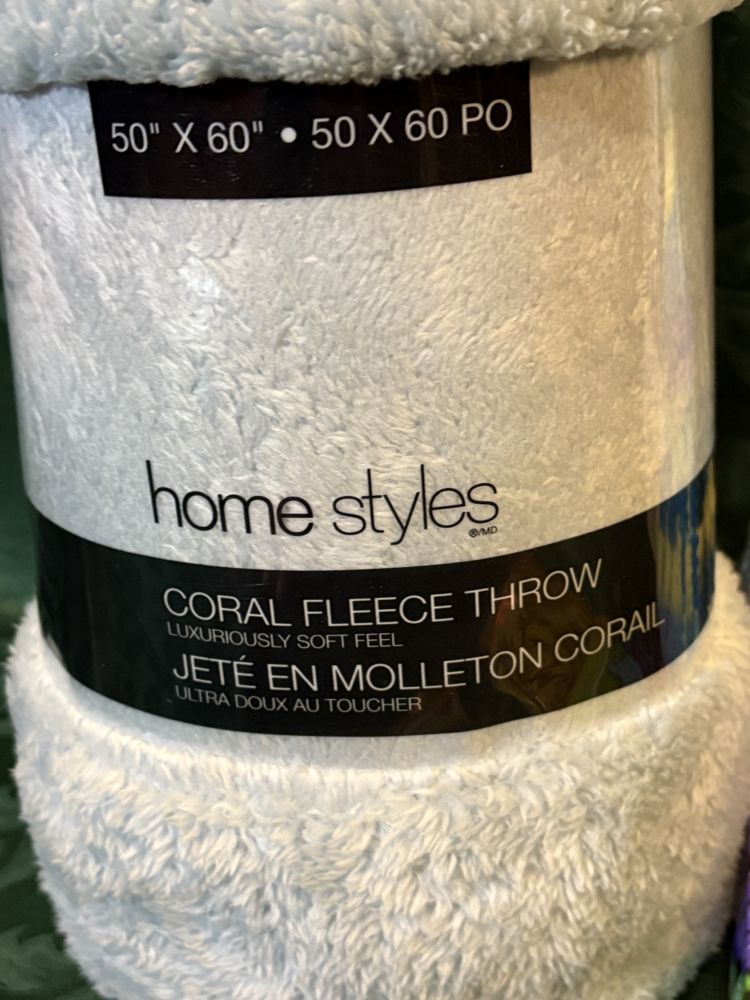 50" X 60" • 50 X 60 PO
home styles
®/MD
CORAL FLEECE THROW
LUXURIOUSLY SOFT FEEL
JETÉ EN MOLLETON CORAIL
ULTRA DOUX AU TOUCHER